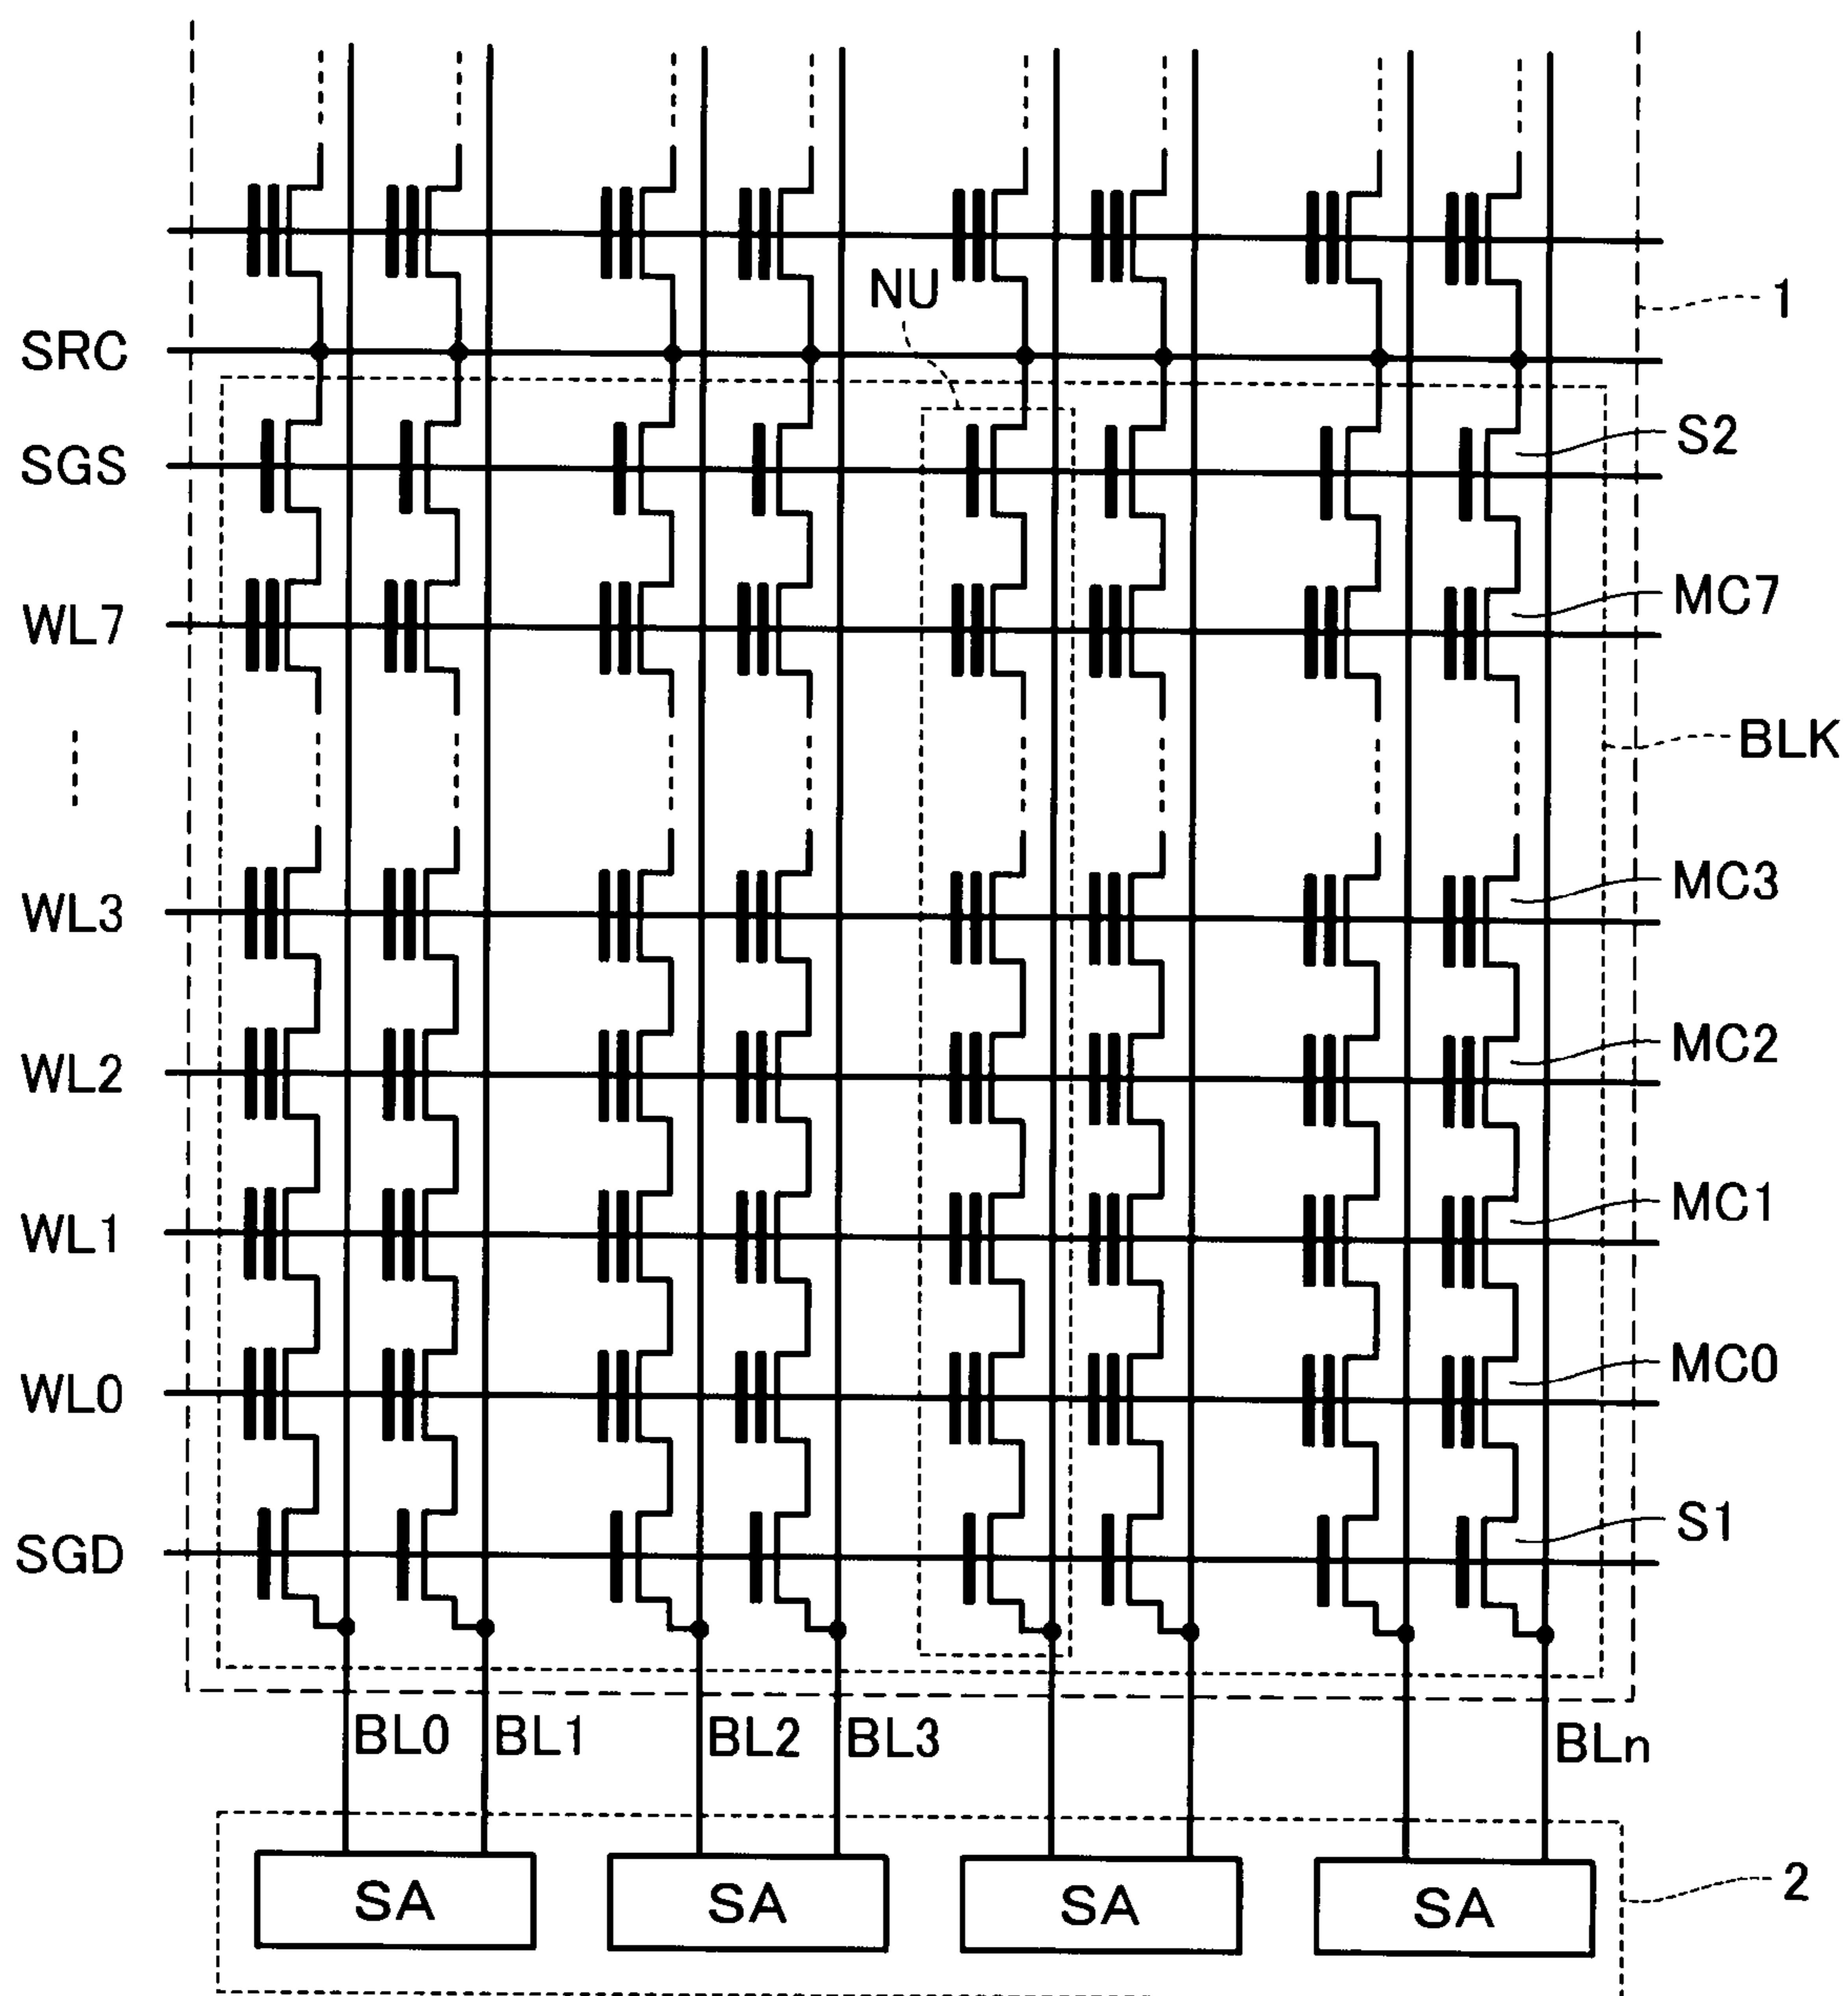 NU
1
SRC
SGS
S2
WL7
MC7
BLK
WL3
MC3
WL2
MC2
WL1
MC1
WL0
MC0
SGD
S1
BL0 BL1 BL2 BL3 BLn
SA SA SA SA
2